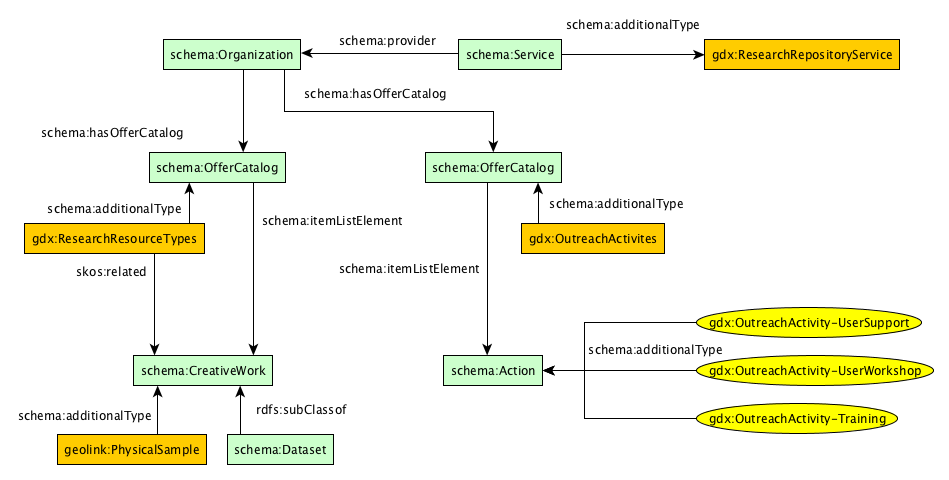 schema:additionalType
schema:provider
schema:Organization
schema:Service
gdx:ResearchRepositoryService
schema:hasOfferCatalog
schema:hasOfferCatalog
schema:OfferCatalog
schema:OfferCatalog
schema:additionalType
schema:additionalType
schema:itemListElement
gdx:ResearchResourceTypes
gdx:OutreachActivites
skos:related
schema:itemListElement
gdx:OutreachActivity-UserSupport
schema:additionalType
schema:CreativeWork
schema:Action
gdx:OutreachActivity-UserWorkshop
schema:additionalType
rdfs:subClassof
gdx:OutreachActivity-Training
geolink:PhysicalSample
schema:Dataset